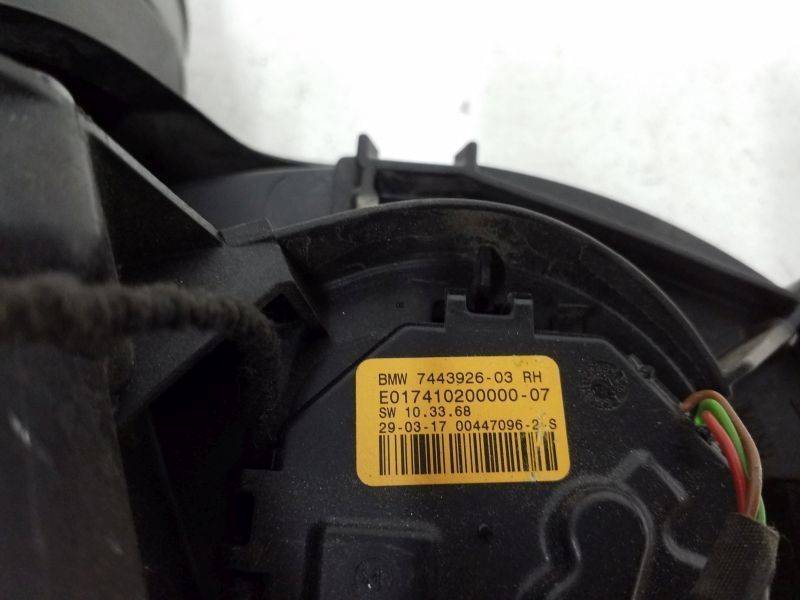 BMW 7443926-03 RH
E017410200000-07
SW 10.33.68
29-03-17 00447096-2-S